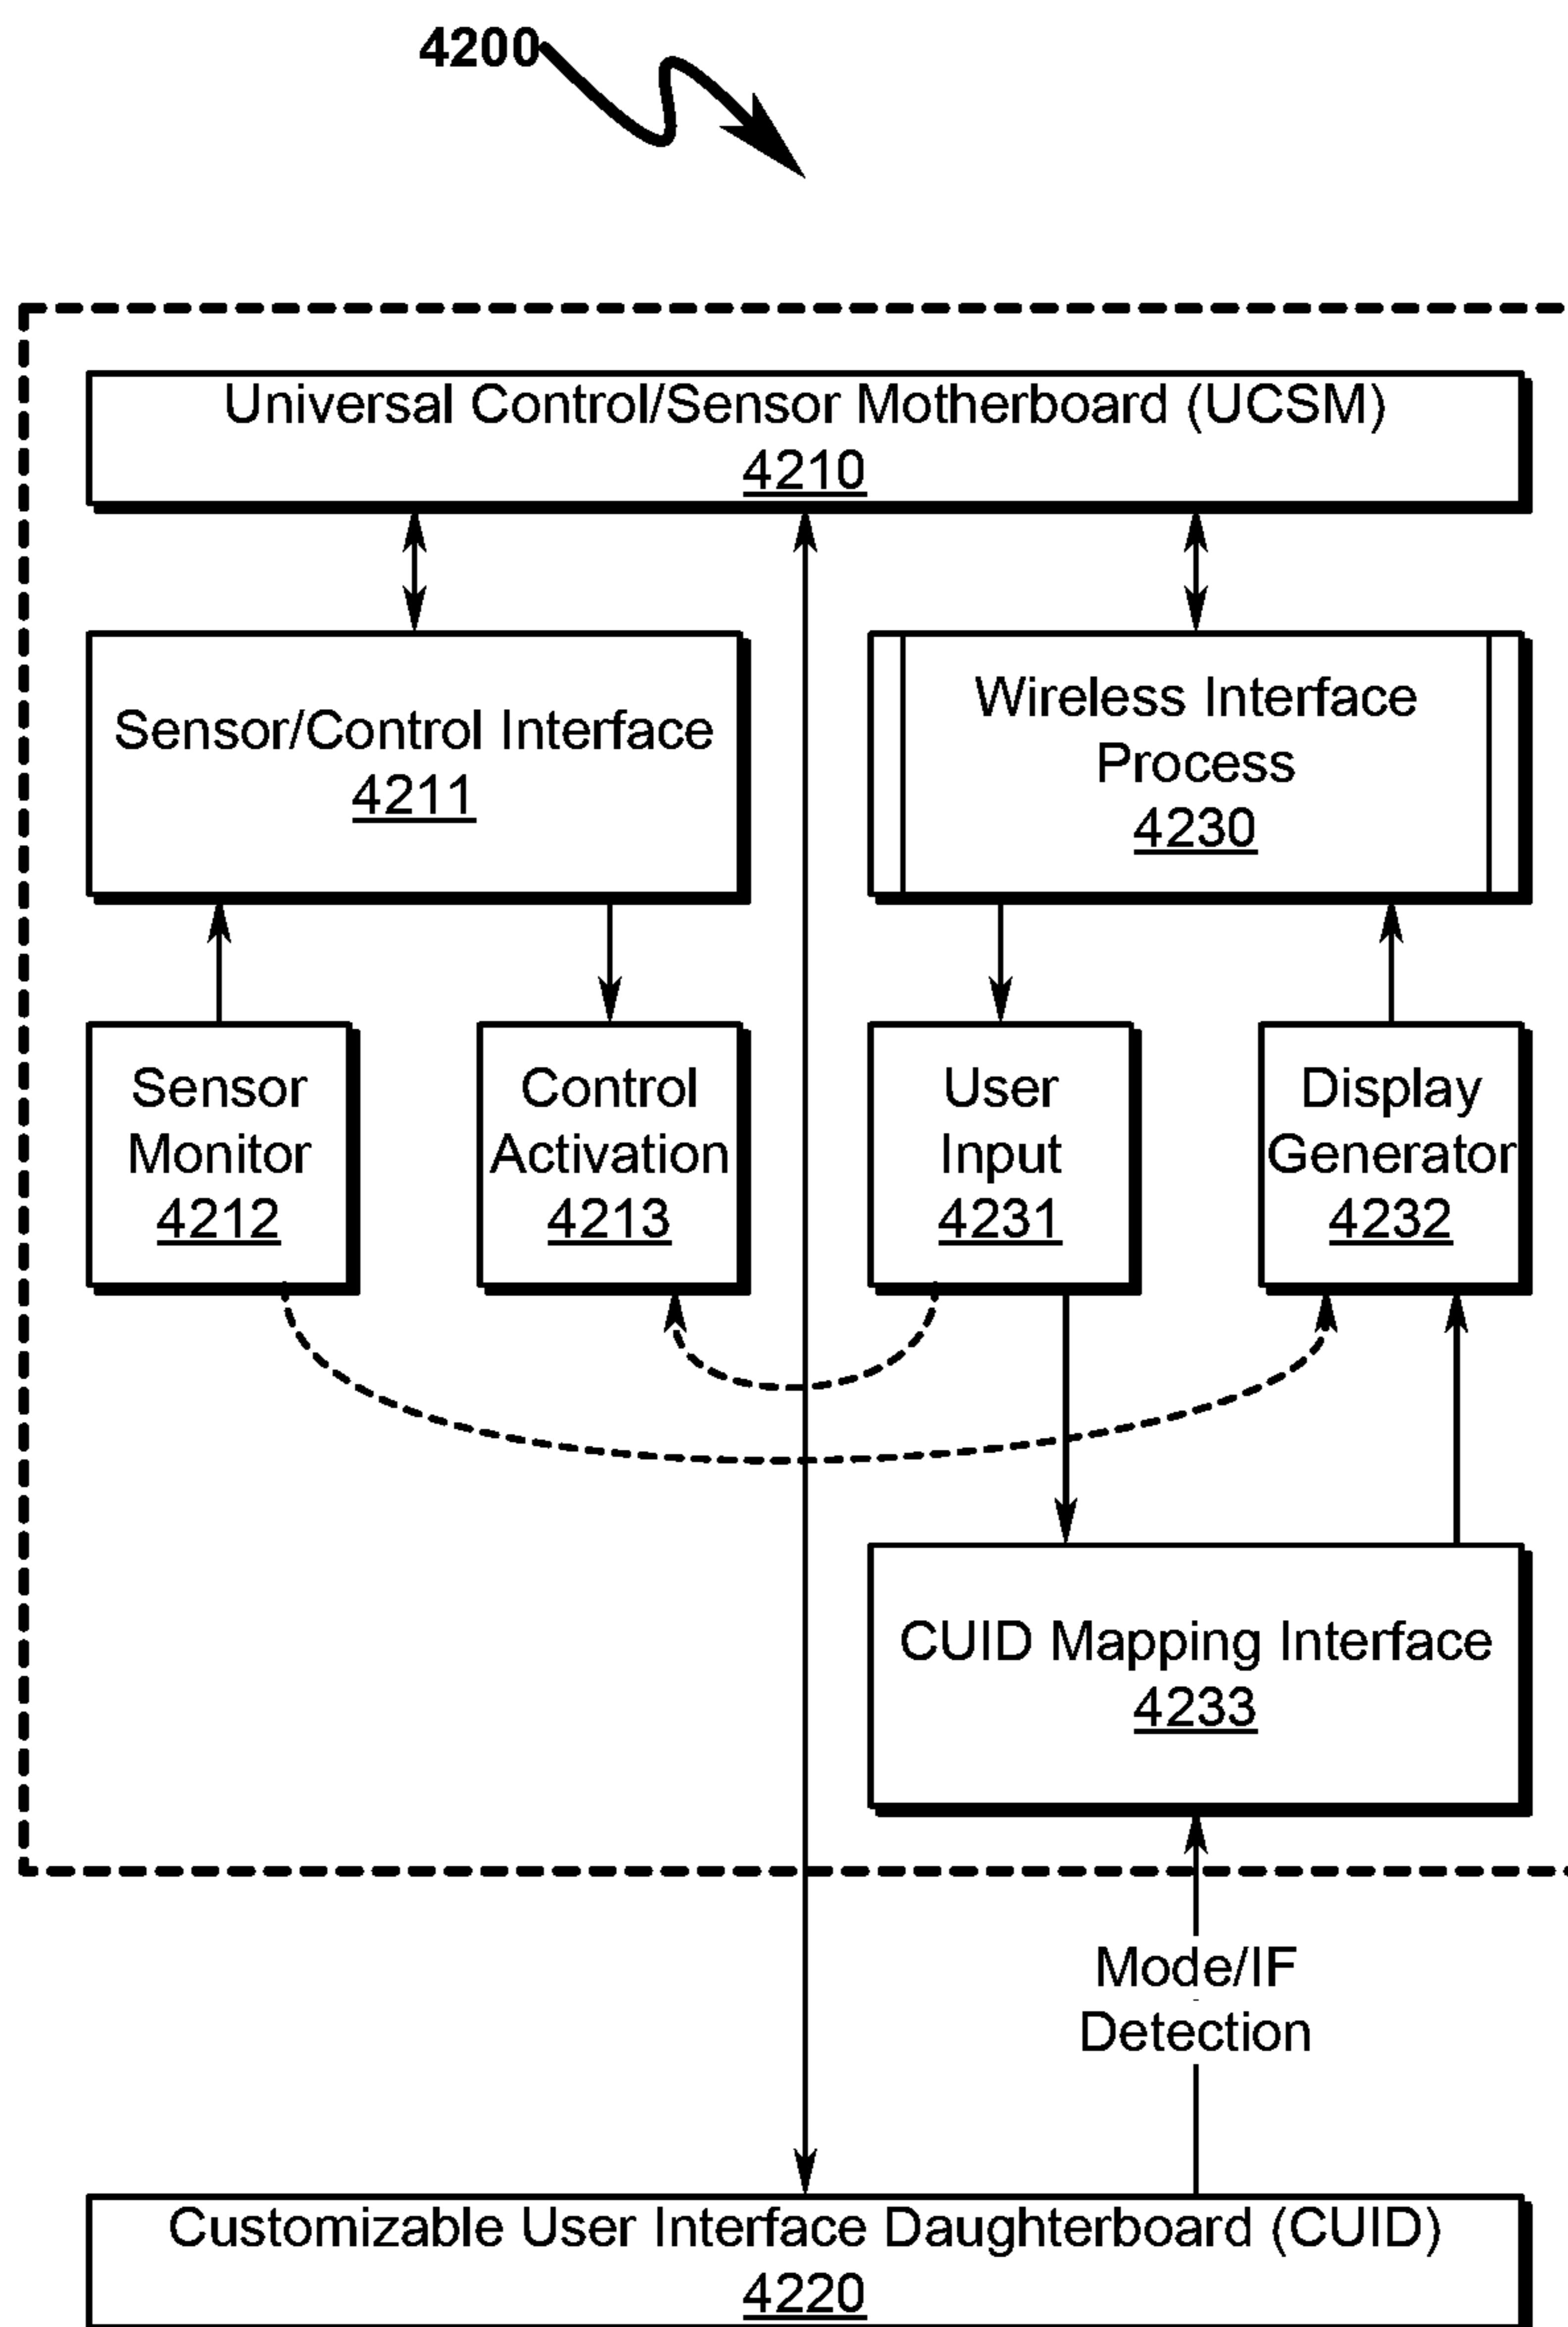 4200
Universal Control/Sensor Motherboard (UCSM)
4210
Sensor/Control Interface
4211
Wireless Interface
Process
4230
Sensor
Monitor
4212
Control
Activation
4213
User
Input
4231
Display
Generator
4232
CUID Mapping Interface
4233
Mode/IF
Detection
Customizable User Interface Daughterboard (CUID)
4220